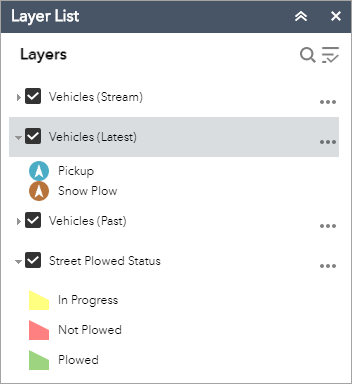 Layer List
Layers
Vehicles (Stream)
Vehicles (Latest)
Pickup
Snow Plow
Vehicles (Past)
Street Plowed Status
In Progress
Not Plowed
Plowed